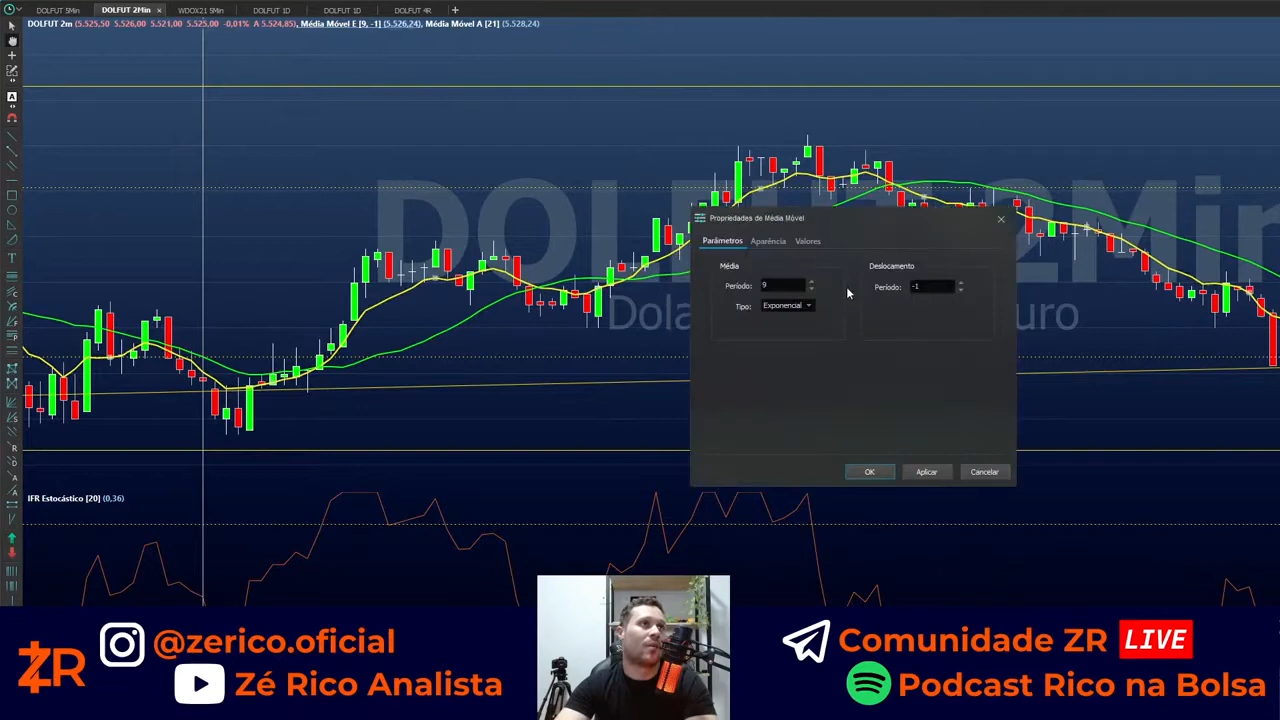 DOLFUT 5Min
DOLFUT 2Min
WDOX21 5Min
DOLFUT 1D
DOLFUT 1D
DOLFUT 4R
DOLFUT 2m (5.525,50 5.526,00 5.521,00 5.525,00 -0,01% A 5.524,85), Média Móvel E [9, -1] (5.526,24), Média Móvel A [21] (5.528,24)
DOLFUT 2Min
Propriedades de Média Móvel
Parâmetros
Aparência
Valores
Média
Período: 9
Tipo: Exponencial
Deslocamento
Período: -1
OK
Aplicar
Cancelar
IFR Estocástico [20] (0,36)
ZR
@zerico.oficial
Zé Rico Analista
Comunidade ZR LIVE
Podcast Rico na Bolsa